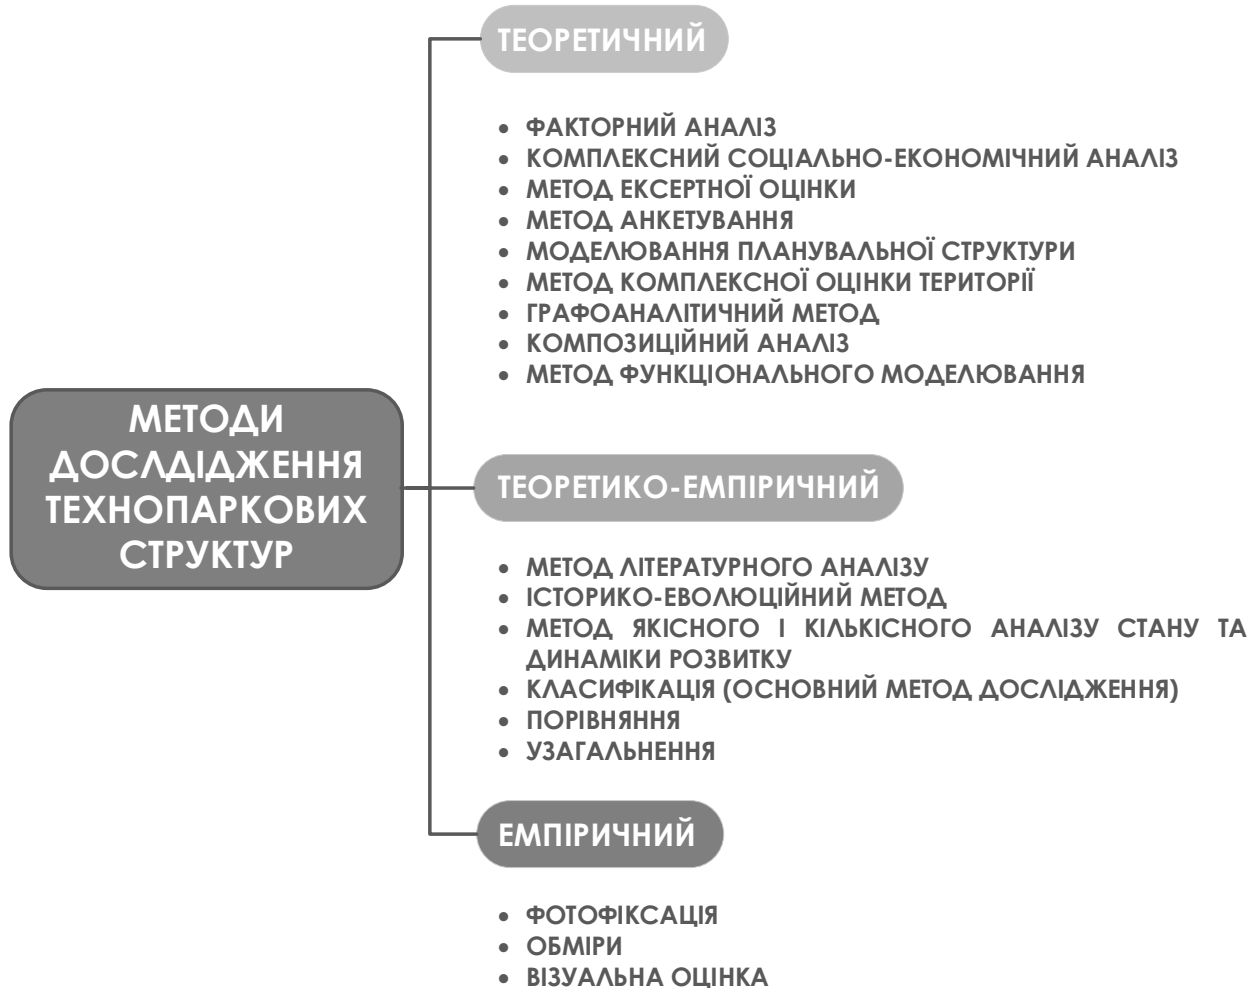 ТЕОРЕТИЧНИЙ
• ФАКТОРНИЙ АНАЛІЗ
• КОМПЛЕКСНИЙ СОЦІАЛЬНО-ЕКОНОМІЧНИЙ АНАЛІЗ
• МЕТОД ЕКСЕРТНОЇ ОЦІНКИ
• МЕТОД АНКЕТУВАННЯ
• МОДЕЛЮВАННЯ ПЛАНУВАЛЬНОЇ СТРУКТУРИ
• МЕТОД КОМПЛЕКСНОЇ ОЦІНКИ ТЕРИТОРІЇ
• ГРАФОАНАЛІТИЧНИЙ МЕТОД
• КОМПОЗИЦІЙНИЙ АНАЛІЗ
• МЕТОД ФУНКЦІОНАЛЬНОГО МОДЕЛЮВАННЯ
МЕТОДИ
ДОСЛДІДЖЕННЯ
ТЕХНОПАРКОВИХ
СТРУКТУР
ТЕОРЕТИКО-ЕМПІРИЧНИЙ
• МЕТОД ЛІТЕРАТУРНОГО АНАЛІЗУ
• ІСТОРИКО-ЕВОЛЮЦІЙНИЙ МЕТОД
• МЕТОД ЯКІСНОГО І КІЛЬКІСНОГО АНАЛІЗУ СТАНУ ТА
ДИНАМІКИ РОЗВИТКУ
• КЛАСИФІКАЦІЯ (ОСНОВНИЙ МЕТОД ДОСЛІДЖЕННЯ)
• ПОРІВНЯННЯ
• УЗАГАЛЬНЕННЯ
ЕМПІРИЧНИЙ
• ФОТОФІКСАЦІЯ
• ОБМІРИ
• ВІЗУАЛЬНА ОЦІНКА